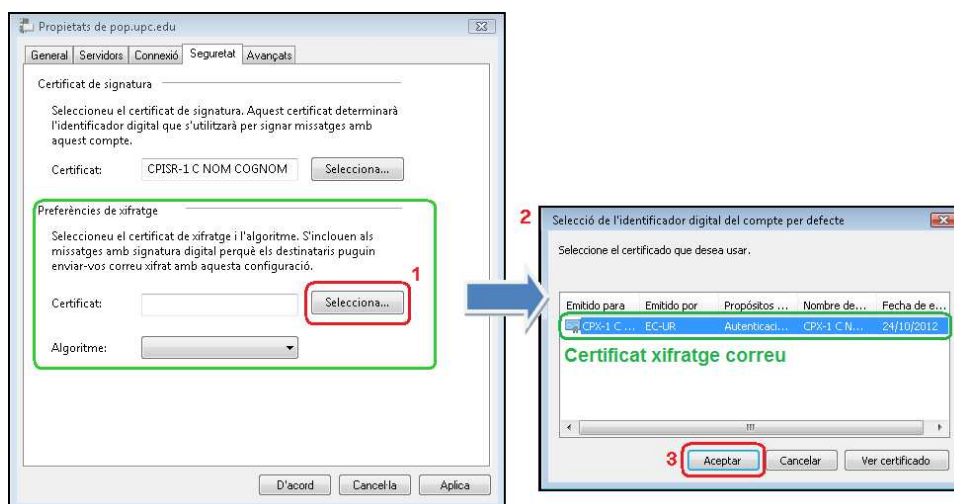 Propietats de pop.upc.edu
General Servidors Connexió Seguretat Avançats
Certificat de signatura
Seleccioneu el certificat de signatura. Aquest certificat determinarà
l'identificador digital que s'utilitzarà per signar missatges amb
aquest compte.
Certificat: CPISR-1 C NOM COGNOM Selecciona...
Preferències de xifratge
Seleccioneu el certificat de xifratge i l'algoritme. S'inclouen als
missatges amb signatura digital perquè els destinataris puguin
enviar-vos correu xifrat amb aquesta configuració.
1
Certificat: Selecciona...
Algoritme:
D'acord Cancel·la Aplica
2
Selecció de l'identificador digital del compte per defecte
Seleccione el certificado que desea usar.
Emitido para Emitido por Propósitos ... Nombre de... Fecha de e...
CPX-1 C ... EC-UR Autenticaci... CPX-1 C N... 24/10/2012
Certificat xifratge correu
3 Aceptar Cancelar Ver certificado